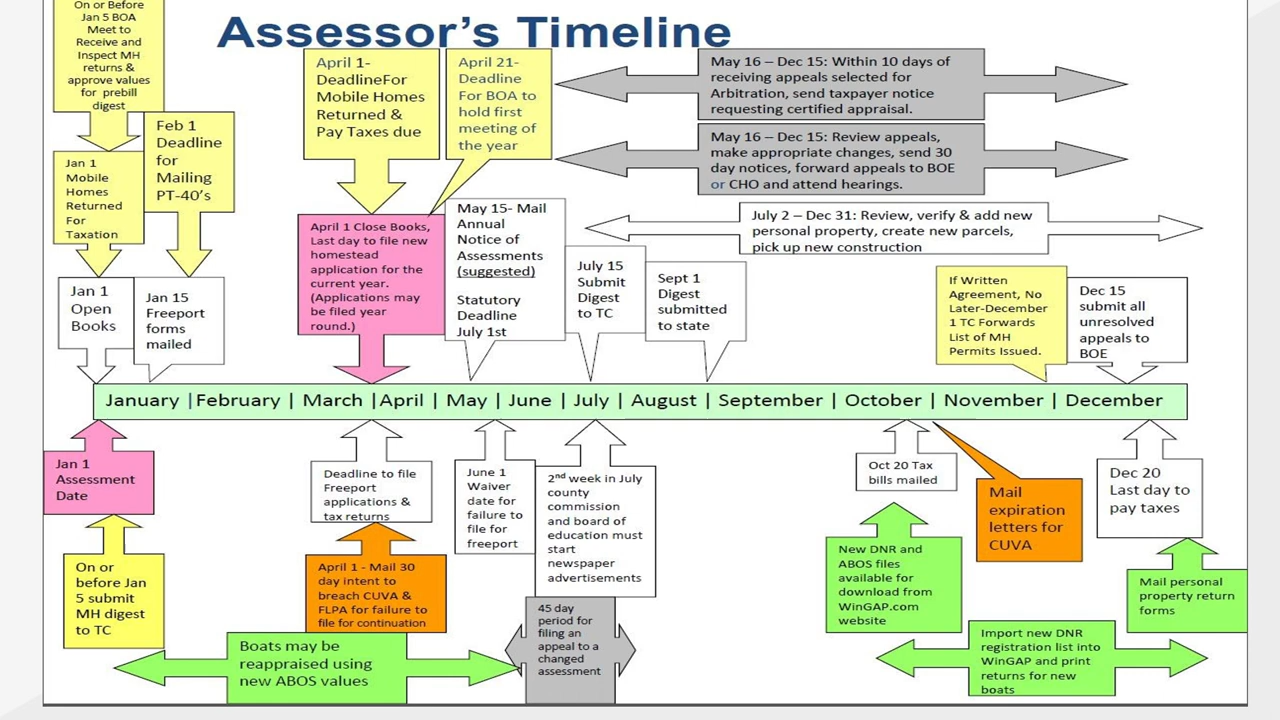 Assessor's Timeline
On or Before
Jan 5 BOA
Meet to
Receive and
Inspect MH
returns &
approve values
for prebill
digest
Feb 1
Deadline
for
Mailing
PT-40's
Jan 1
Mobile
Homes
Returned
For
Taxation
April 1-
DeadlineFor
Mobile Homes
Returned &
Pay Taxes due
April 21-
Deadline
For BOA to
hold first
meeting of
the year
May 16 – Dec 15: Within 10 days of
receiving appeals selected for
Arbitration, send taxpayer notice
requesting certified appraisal.
May 16 – Dec 15: Review appeals,
make appropriate changes, send 30
day notices, forward appeals to BOE
or CHO and attend hearings.
July 2 – Dec 31: Review, verify & add new
personal property, create new parcels,
pick up new construction
Jan 1
Open
Books
Jan 15
Freeport
forms
mailed
April 1 Close Books,
Last day to file new
homestead
application for the
current year.
(Applications may
be filed year
round.)
May 15- Mail
Annual
Notice of
Assessments
(suggested)
Statutory
Deadline
July 1st
July 15
Submit
Digest
to TC
Sept 1
Digest
submitted
to state
If Written
Agreement, No
Later-December
1 TC Forwards
List of MH
Permits Issued.
Dec 15
submit all
unresolved
appeals to
BOE
January |February | March |April | May | June | July | August | September | October | November | December
Jan 1
Assessment
Date
On or
before Jan
5 submit
MH digest
to TC
Deadline to file
Freeport
applications &
tax returns
April 1 - Mail 30
day intent to
breach CUVA &
FLPA for failure to
file for continuation
Boats may be
reappraised using
new ABOS values
June 1
Waiver
date for
failure to
file for
freeport
2nd week in July
county
commission
and board of
education must
start
newspaper
advertisements
45 day
period for
filing an
appeal to a
changed
assessment
Oct 20 Tax
bills mailed
New DNR and
ABOS files
available for
download from
WinGAP.com
website
Mail
expiration
letters for
CUVA
Dec 20
Last day to
pay taxes
Mail personal
property return
forms
Import new DNR
registration list into
WinGAP and print
returns for new
boats